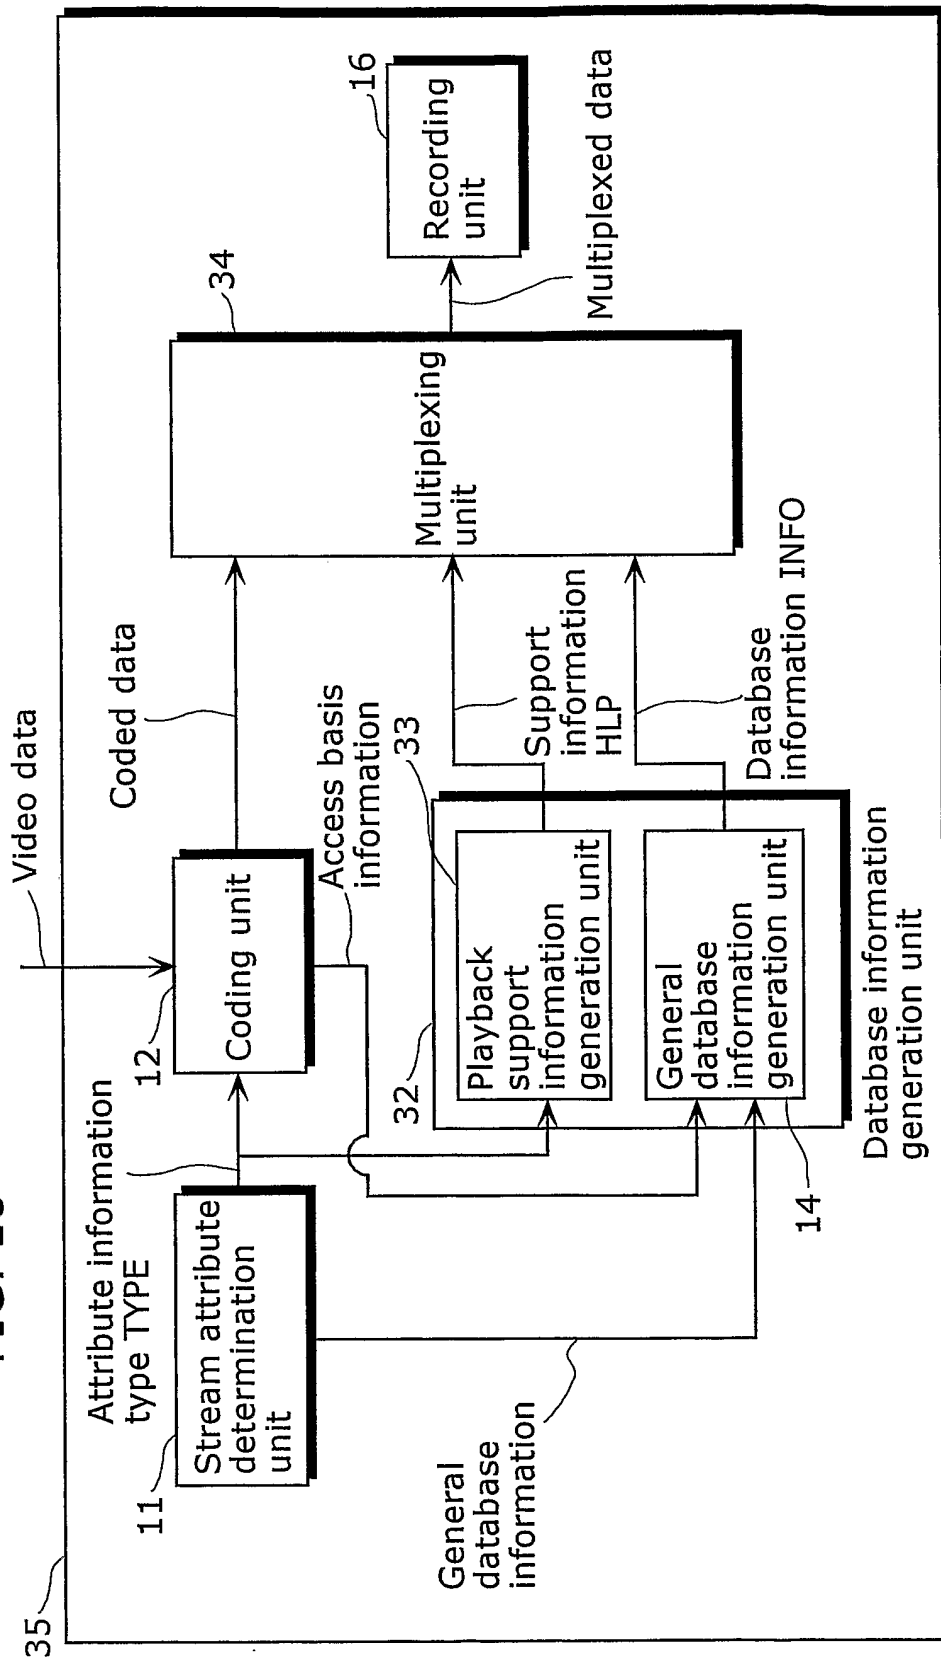 35
Video data
Attribute information
type TYPE
Coded data
11
Stream attribute
determination
unit
12
Coding unit
34
Multiplexing
unit
16
Recording
unit
Multiplexed data
Access basis
information
General
database
information
32
33
Playback
support
information
generation unit
Support
information
HLP
General
database
information
generation unit
14
Database
information INFO
Database information
generation unit